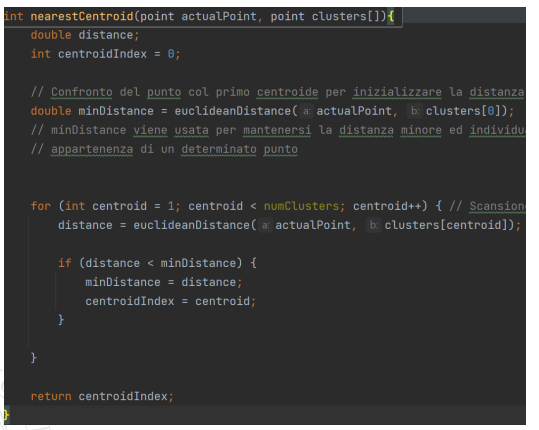 int nearestCentroid(point actualPoint, point clusters[]){
double distance;
int centroidIndex = 0;
// Confronto del punto col primo centroide per inizializzare la distanza
double minDistance = euclideanDistance( a: actualPoint, b: clusters[0]);
// minDistance viene usata per mantenersi la distanza minore ed individua
// appartenenza di un determinato punto
for (int centroid = 1; centroid < numClusters; centroid++) { // Scansion
distance = euclideanDistance( a: actualPoint, b: clusters[centroid]);
if (distance < minDistance) {
minDistance = distance;
centroidIndex = centroid;
}
}
return centroidIndex;
}